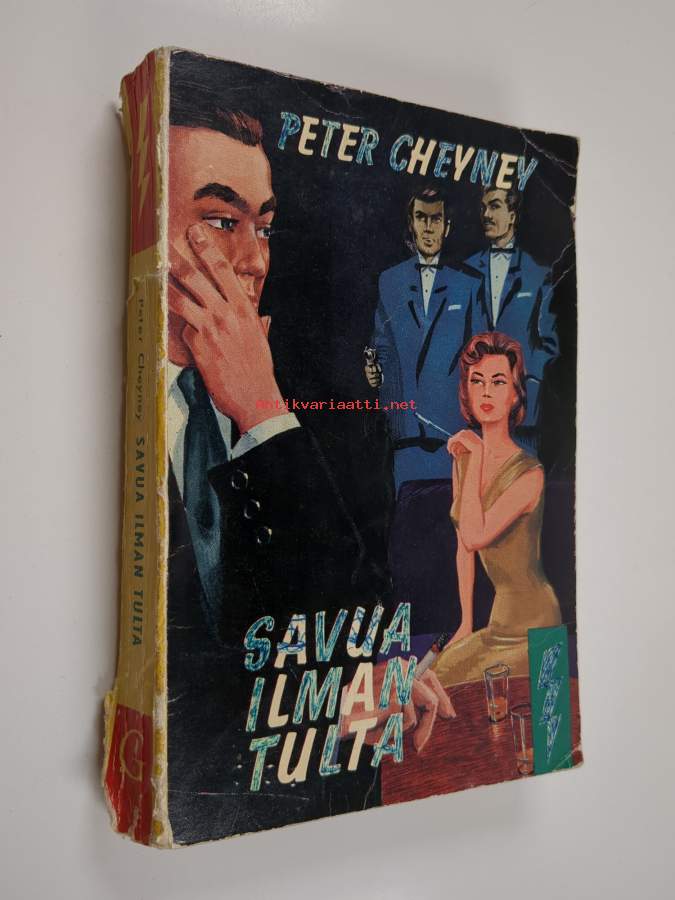 PETER CHEYNEY
SAVUA
ILMAN
TULTA
Peter Cheyney SAVUA ILMAN TULTA
G
Antikvariaatti.net